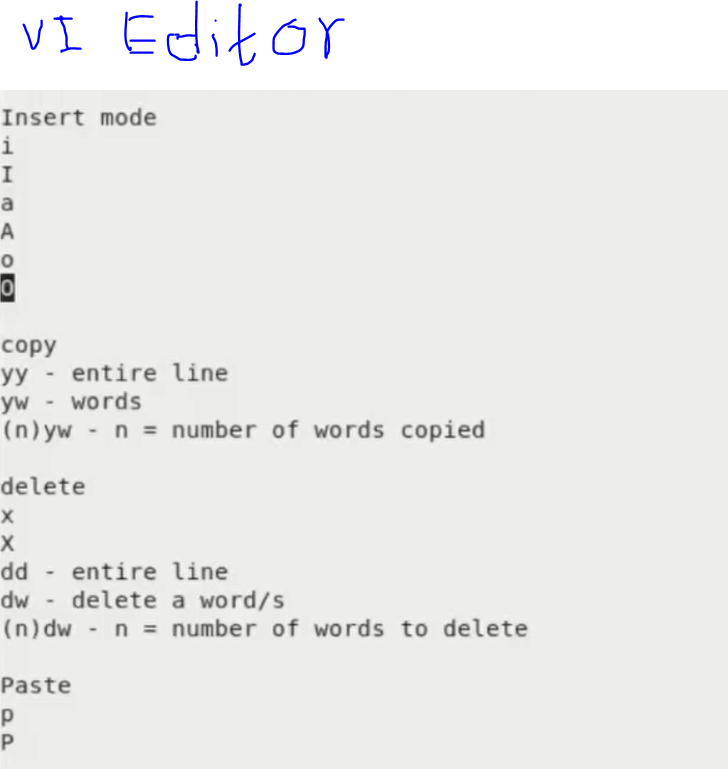 VI Editor
Insert mode
i
I
a
A
o
O
copy
yy - entire line
yw - words
(n)yw - n = number of words copied
delete
x
X
dd - entire line
dw - delete a word/s
(n)dw - n = number of words to delete
Paste
p
P